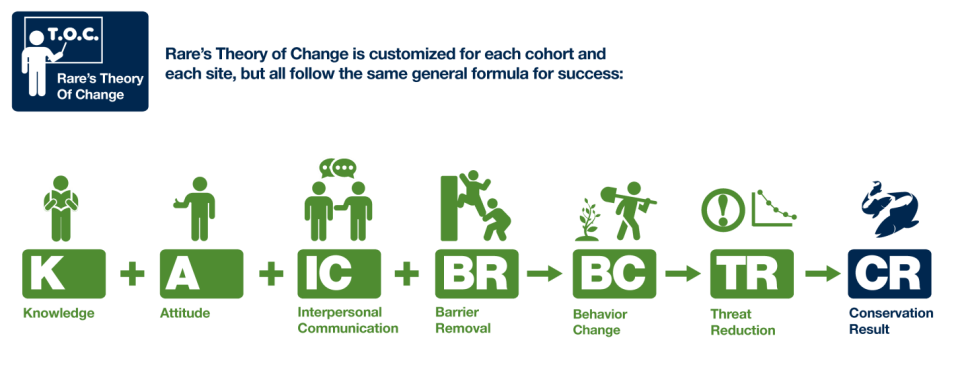 T.O.C.
Rare's Theory
Of Change
Rare's Theory of Change is customized for each cohort and
each site, but all follow the same general formula for success:
K + A + IC + BR → BC → TR → CR
Knowledge
Attitude
Interpersonal
Communication
Barrier
Removal
Behavior
Change
Threat
Reduction
Conservation
Result